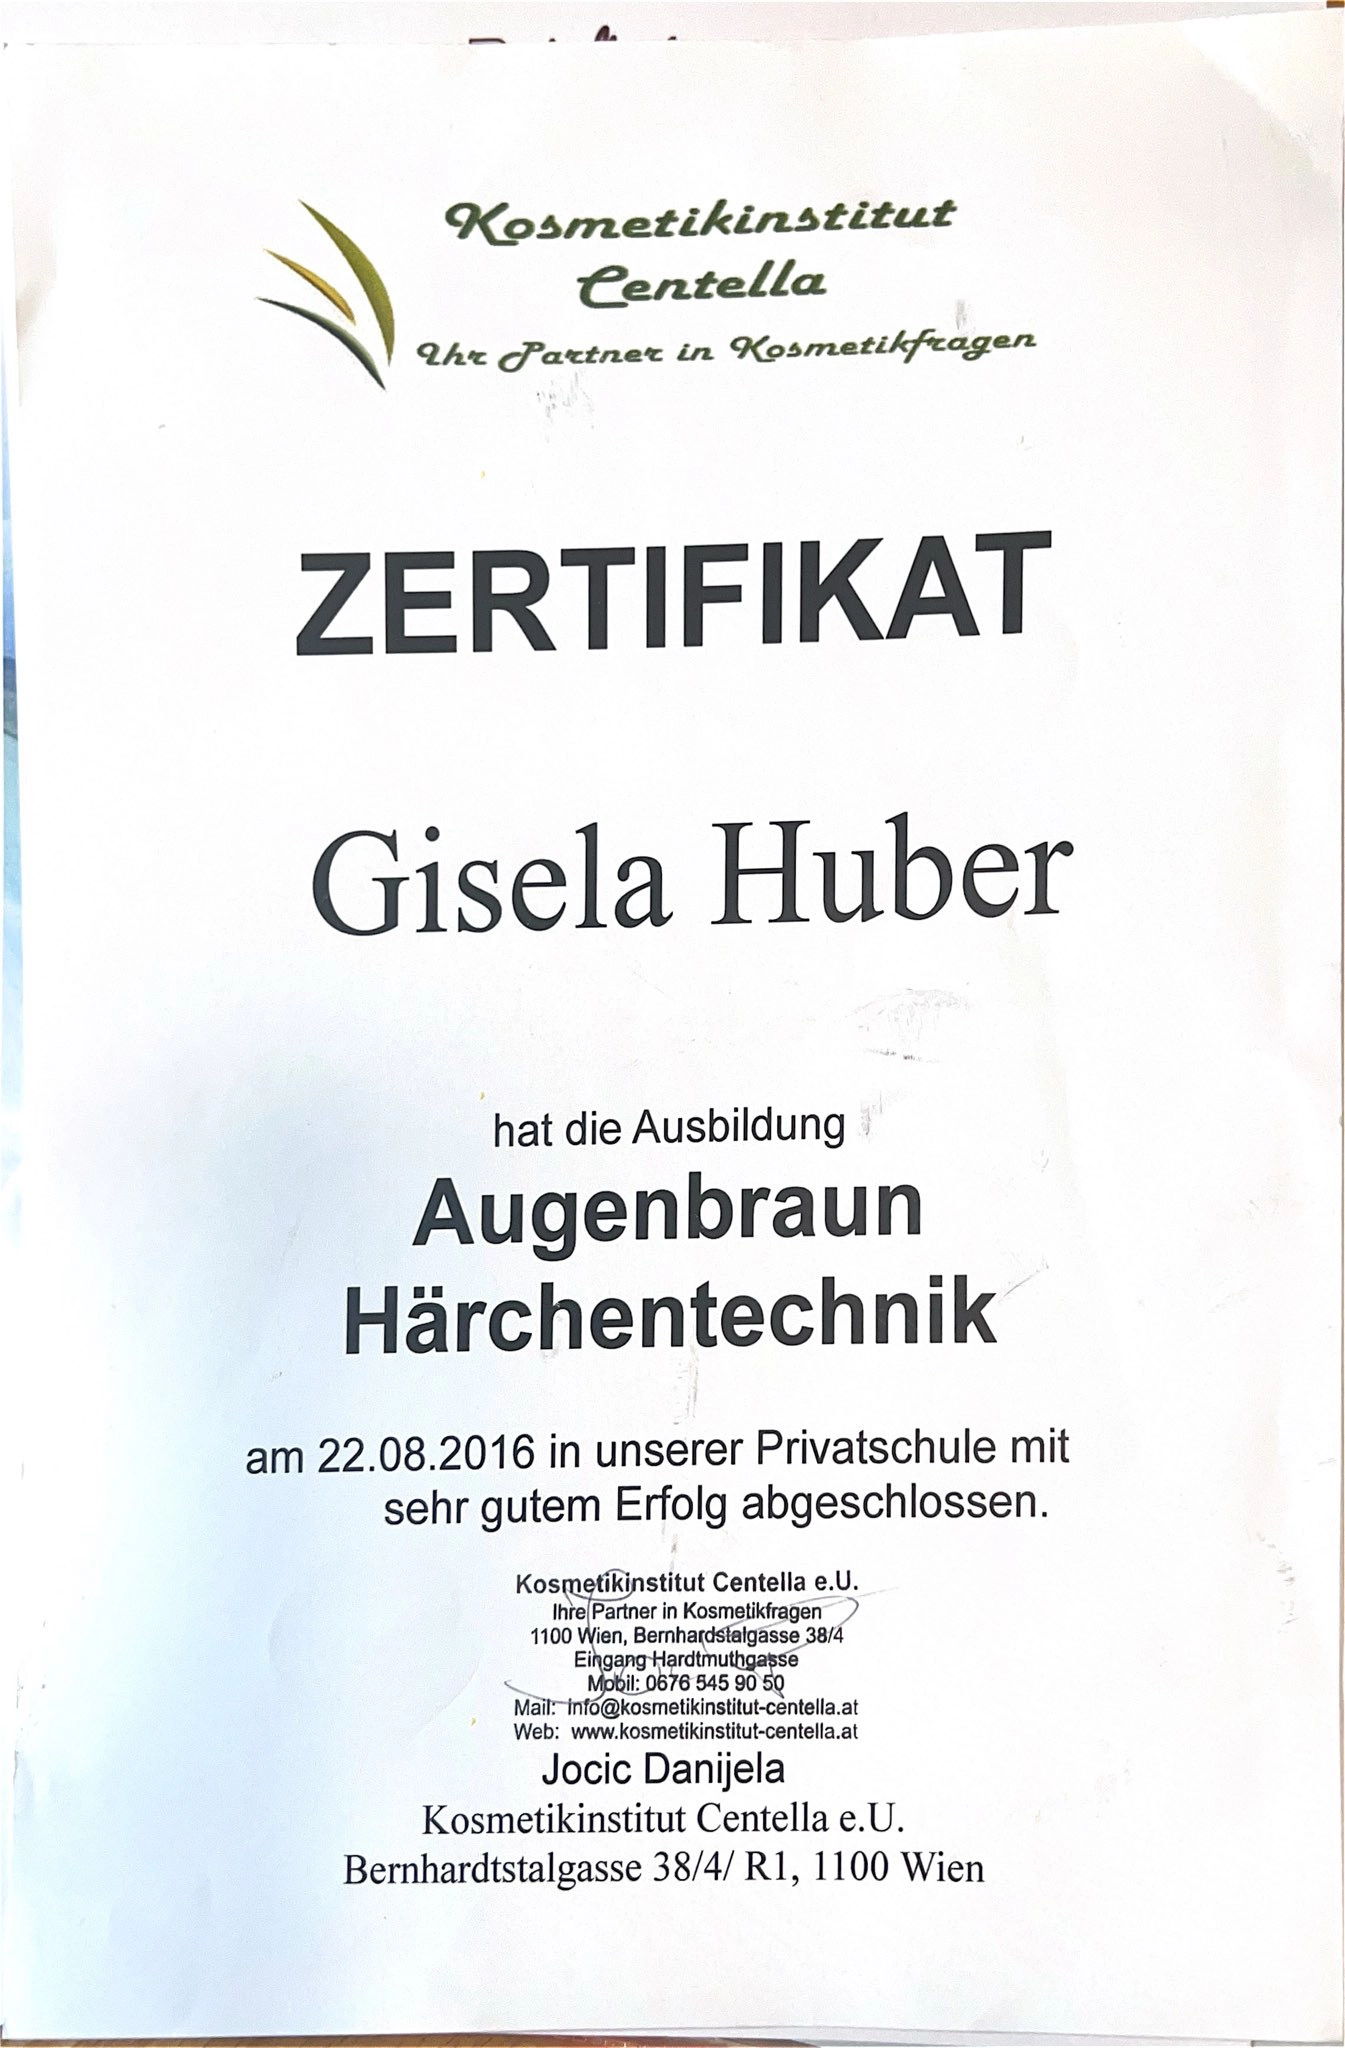 Kosmetikinstitut
Centella
Ihr Partner in Kosmetikfragen
ZERTIFIKAT
Gisela Huber
hat die Ausbildung
Augenbraun
Härchentechnik
am 22.08.2016 in unserer Privatschule mit
sehr gutem Erfolg abgeschlossen.
Kosmetikinstitut Centella e.U.
Ihre Partner in Kosmetikfragen
1100 Wien, Bernhardstalgasse 38/4
Eingang Hardtmuthgasse
Mobil: 0676 545 90 50
Mail: info@kosmetikinstitut-centella.at
Web: www.kosmetikinstitut-centella.at
Jocic Danijela
Kosmetikinstitut Centella e.U.
Bernhardtstalgasse 38/4/ R1, 1100 Wien